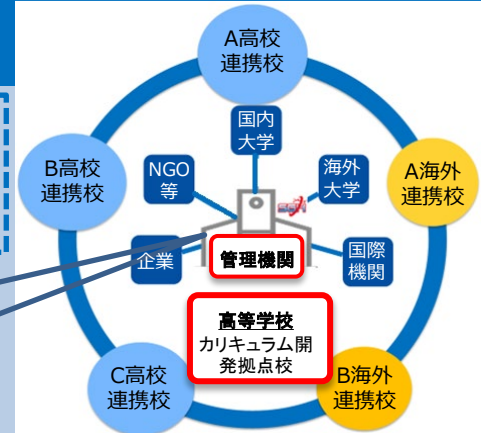 A高校
連携校
国内
大学
B高校
連携校
NGO
等
海外
大学
A海外
連携校
企業
管理機関
国際
機関
高等学校
カリキュラム開
発拠点校
C高校
連携校
B海外
連携校